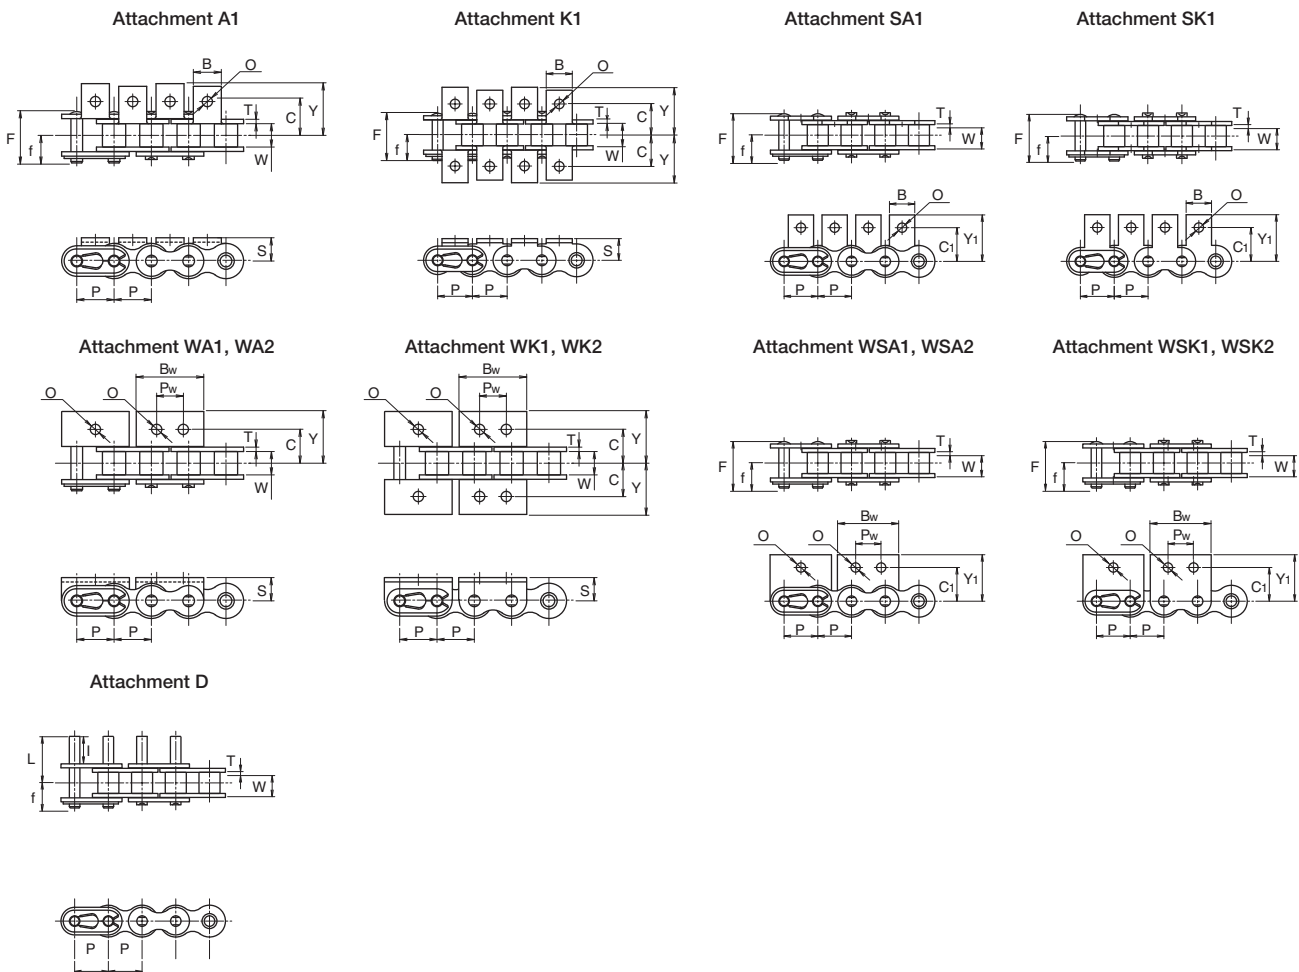 Attachment A1
Attachment K1
Attachment SA1
Attachment SK1
B O
F f T C Y W
S
P P
B O
F f T C Y W C Y
S
P P
F f T W
B O
C1 Y1
P P
F f T W
B O
C1 Y1
P P
Attachment WA1, WA2
Attachment WK1, WK2
Attachment WSA1, WSA2
Attachment WSK1, WSK2
Bw
O O Pw
T C Y W
S
P P
Bw
O O Pw
T C Y W C Y
S
P P
F f T W
Bw
O O Pw
C1 Y1
P P
F f T W
Bw
O O Pw
C1 Y1
P P
Attachment D
L l T
f W
P P